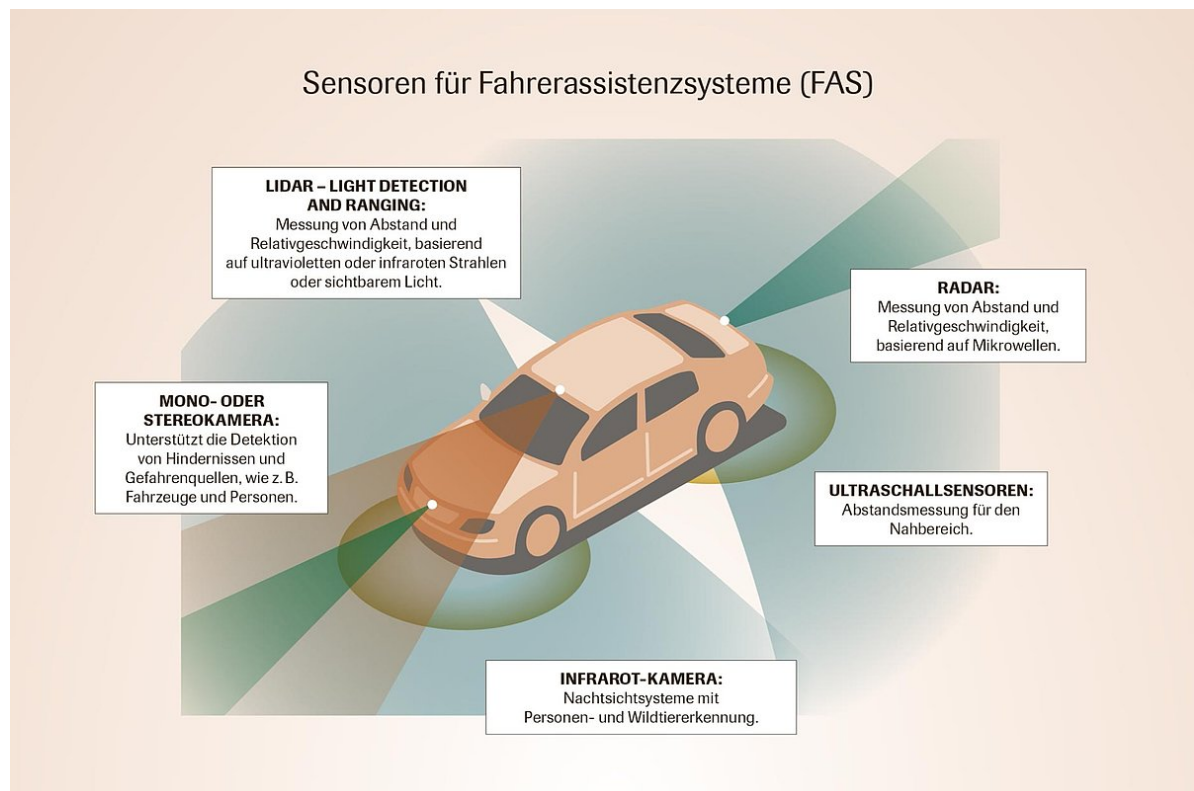 Sensoren für Fahrerassistenzsysteme (FAS)
LIDAR – LIGHT DETECTION
AND RANGING:
Messung von Abstand und
Relativgeschwindigkeit, basierend
auf ultravioletten oder infraroten Strahlen
oder sichtbarem Licht.
RADAR:
Messung von Abstand und
Relativgeschwindigkeit,
basierend auf Mikrowellen.
MONO- ODER
STEREOKAMERA:
Unterstützt die Detektion
von Hindernissen und
Gefahrenquellen, wie z. B.
Fahrzeuge und Personen.
ULTRASCHALLSENSOREN:
Abstandsmessung für den
Nahbereich.
INFRAROT-KAMERA:
Nachtsichtsysteme mit
Personen- und Wildtiererkennung.